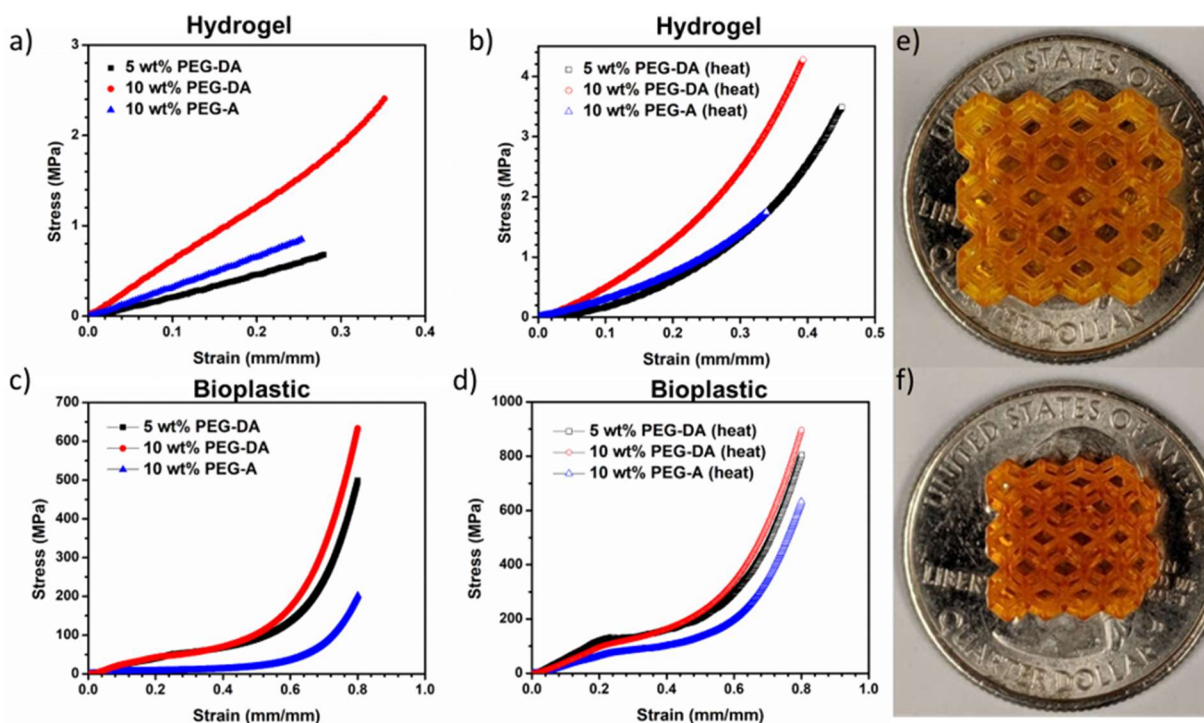 a)
Hydrogel
5 wt% PEG-DA
10 wt% PEG-DA
10 wt% PEG-A
Stress (MPa)
3
2
1
0
0.0 0.1 0.2 0.3 0.4
Strain (mm/mm)
b)
Hydrogel
5 wt% PEG-DA (heat)
10 wt% PEG-DA (heat)
10 wt% PEG-A (heat)
Stress (MPa)
4
3
2
1
0
0.0 0.1 0.2 0.3 0.4 0.5
Strain (mm/mm)
e)
UNITED STATES OF AMER
QUARTER DOLLAR
c)
Bioplastic
5 wt% PEG-DA
10 wt% PEG-DA
10 wt% PEG-A
Stress (MPa)
700
600
500
400
300
200
100
0
0.0 0.2 0.4 0.6 0.8 1.0
Strain (mm/mm)
d)
Bioplastic
5 wt% PEG-DA (heat)
10 wt% PEG-DA (heat)
10 wt% PEG-A (heat)
Stress (MPa)
1000
800
600
400
200
0
0.0 0.2 0.4 0.6 0.8 1.0
Strain (mm/mm)
f)
UNITED STATES OF AMERICA
LIBERT
QUARTER DOLLAR